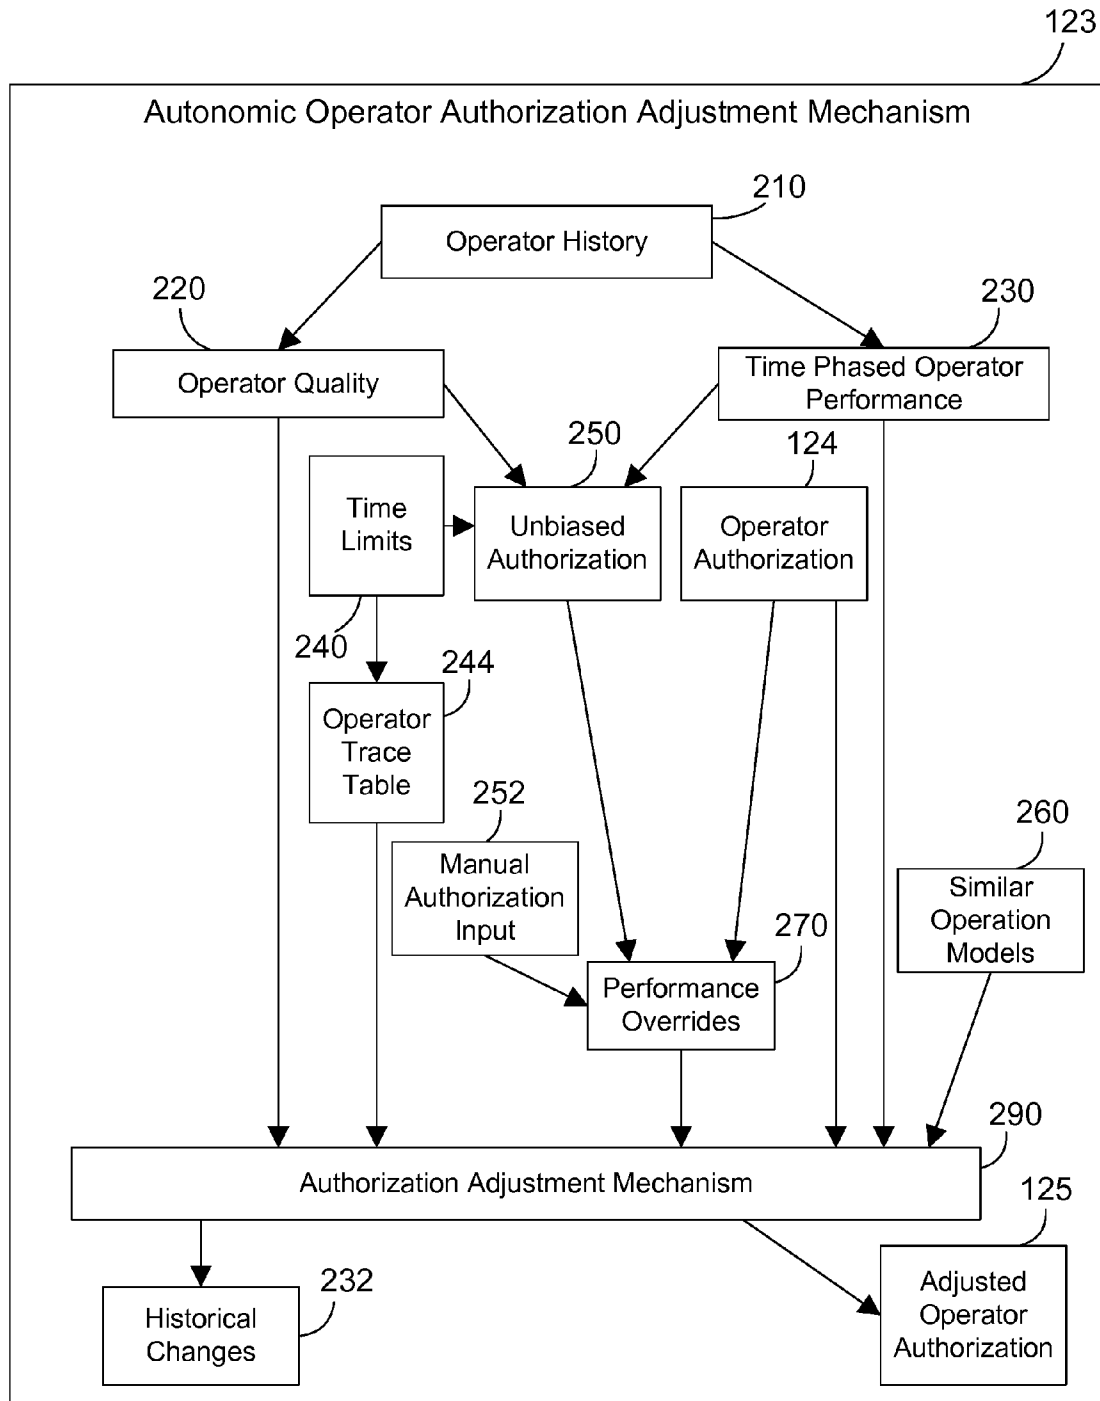 123
Autonomic Operator Authorization Adjustment Mechanism
210
Operator History
220
230
Operator Quality
Time Phased Operator
Performance
250
124
Time
Limits
Unbiased
Authorization
Operator
Authorization
240
244
Operator
Trace
Table
252
260
Manual
Authorization
Input
Similar
Operation
Models
270
Performance
Overrides
290
Authorization Adjustment Mechanism
125
232
Historical
Changes
Adjusted
Operator
Authorization